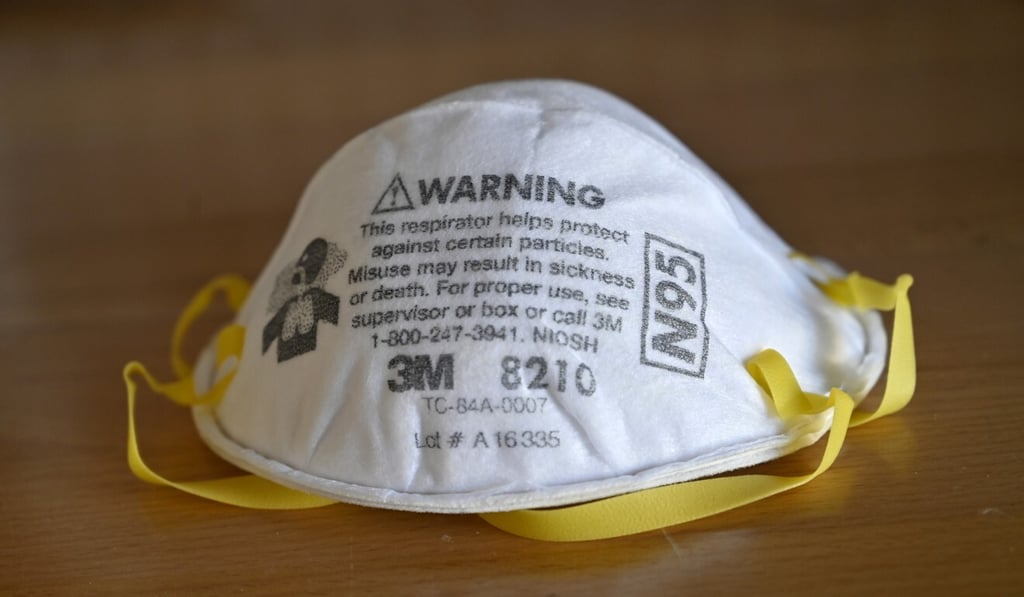 WARNING
This respirator helps protect
against certain particles.
Misuse may result in sickness
or death. For proper use, see
supervisor or box or call 3M
1-800-247-3941. NIOSH
3M 8210
TC-84A-0007
Lot # A16335
N95